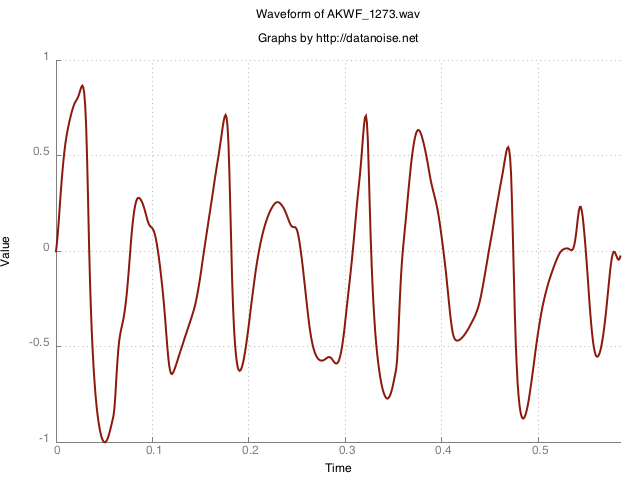 Waveform of AKWF_1273.wav
Graphs by http://datanoise.net
1
0.5
0
-0.5
-1
Value
0 0.1 0.2 0.3 0.4 0.5
Time